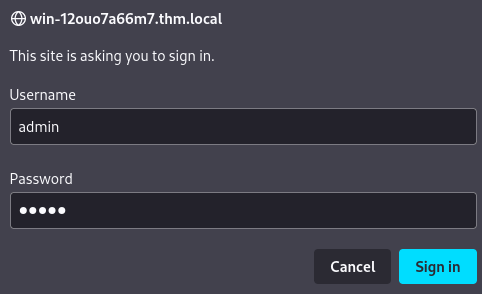 win-12ouo7a66m7.thm.local
This site is asking you to sign in.
Username
admin
Password
●●●●●
Cancel
Sign in